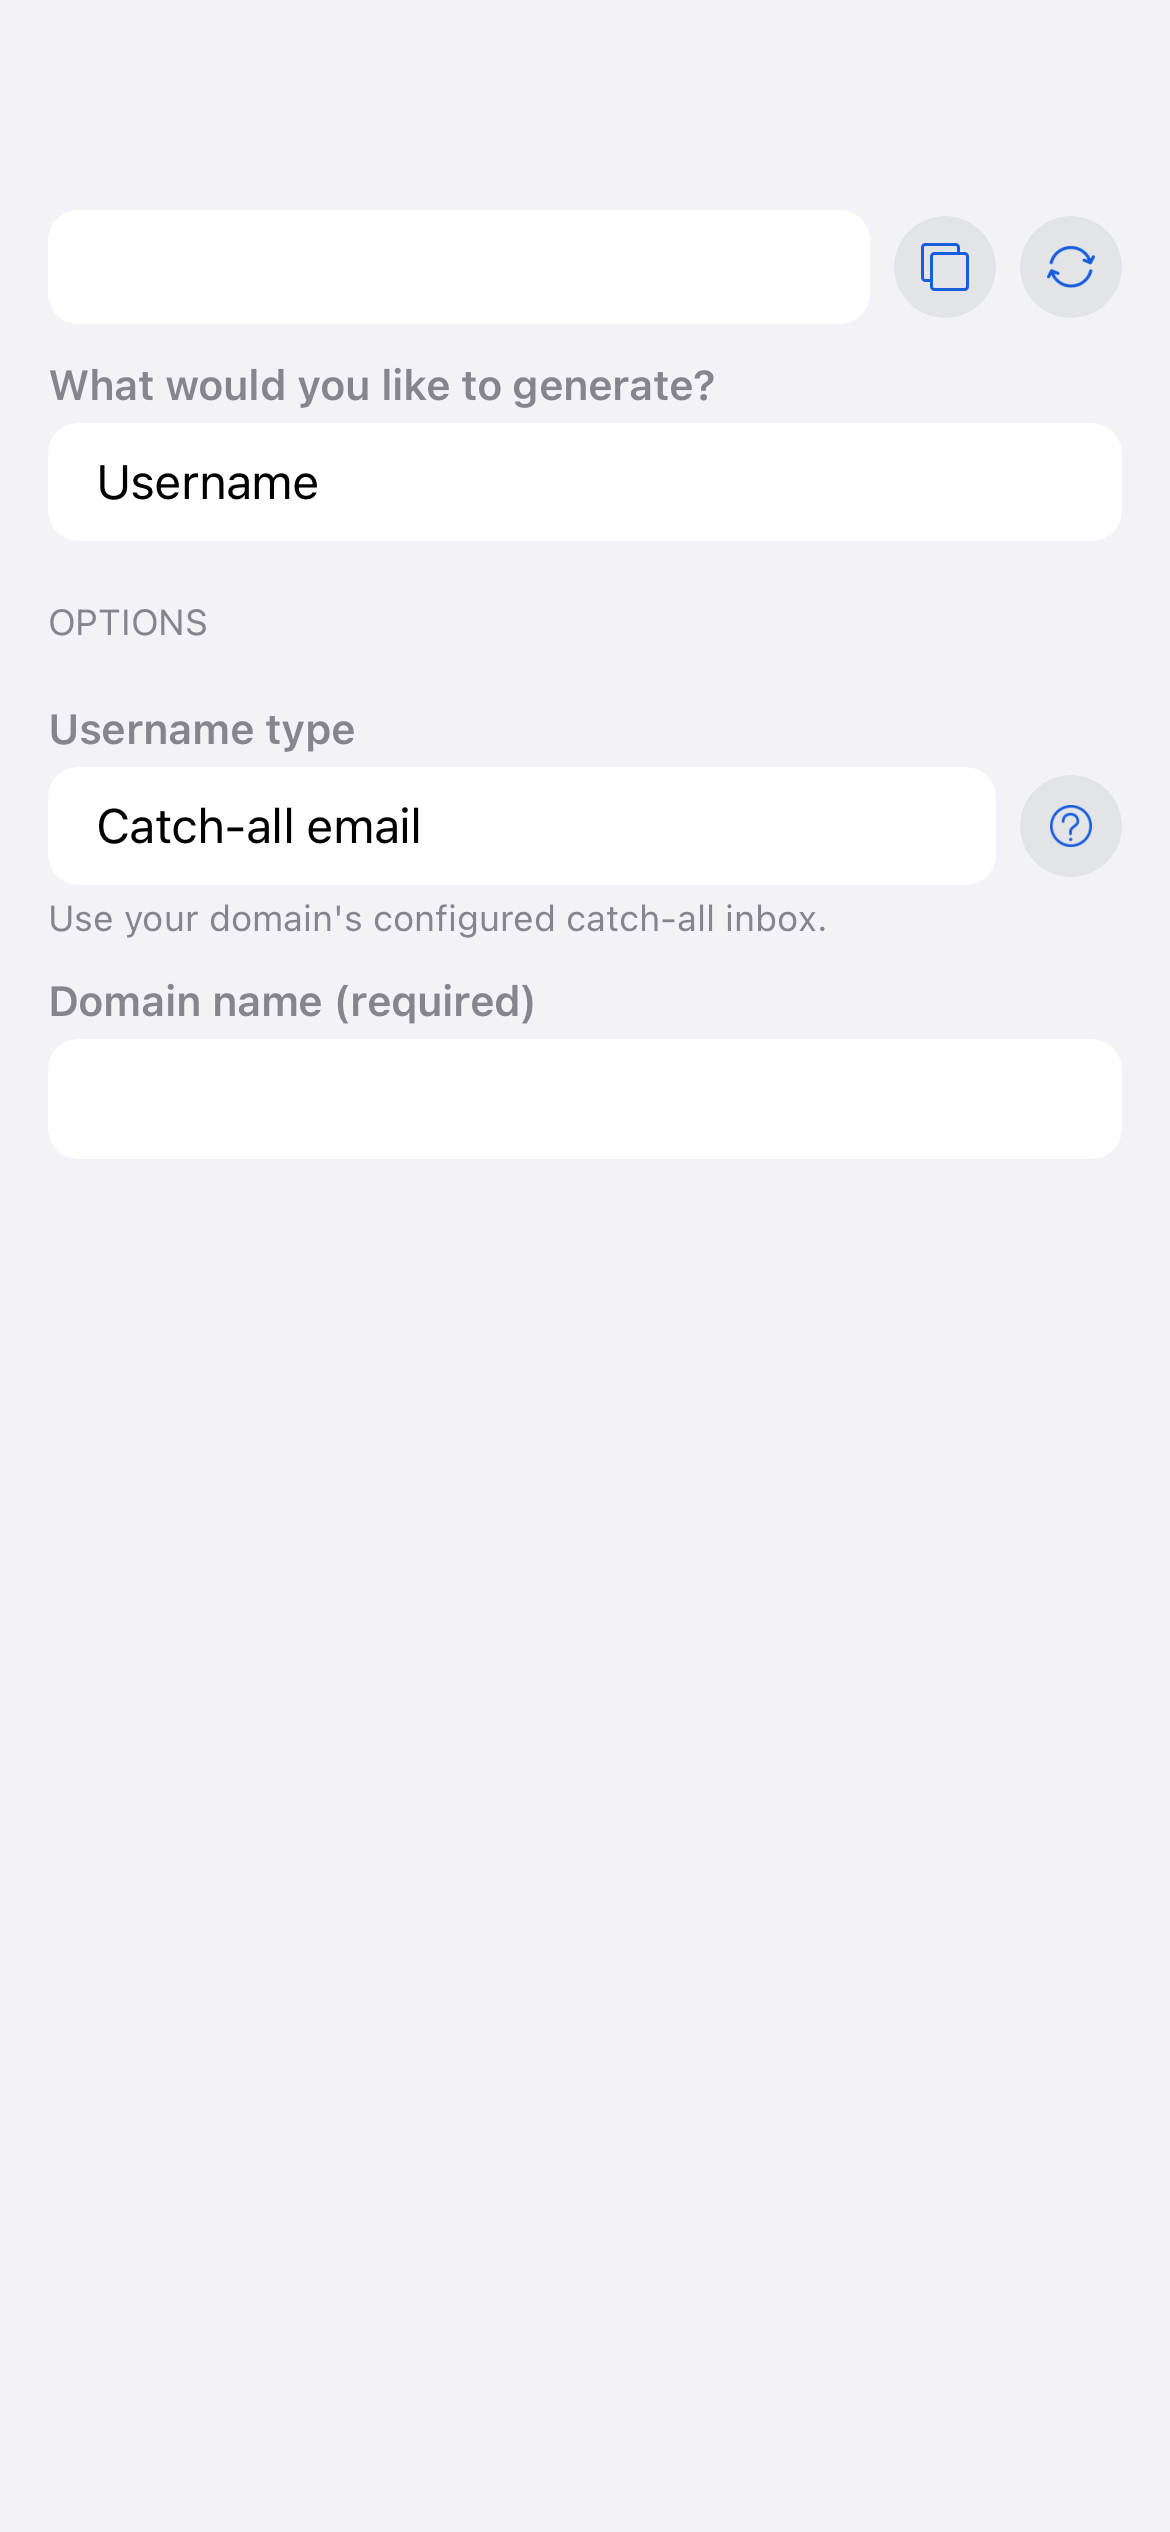 What would you like to generate?
Username
OPTIONS
Username type
Catch-all email
Use your domain's configured catch-all inbox.
Domain name (required)